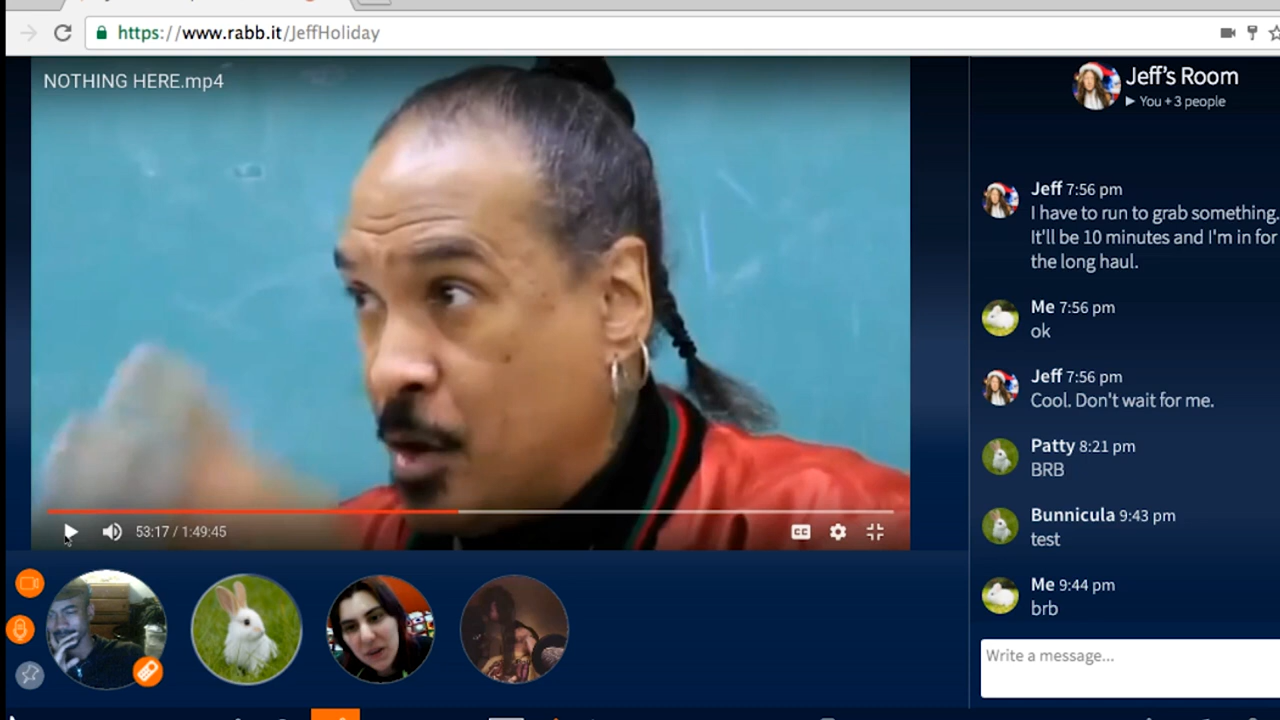 https://www.rabb.it/JeffHoliday
NOTHING HERE.mp4
53:17 / 1:49:45
CC
Jeff's Room
You + 3 people
Jeff 7:56 pm
I have to run to grab something.
It'll be 10 minutes and I'm in for
the long haul.
Me 7:56 pm
ok
Jeff 7:56 pm
Cool. Don't wait for me.
Patty 8:21 pm
BRB
Bunnicula 9:43 pm
test
Me 9:44 pm
brb
Write a message...